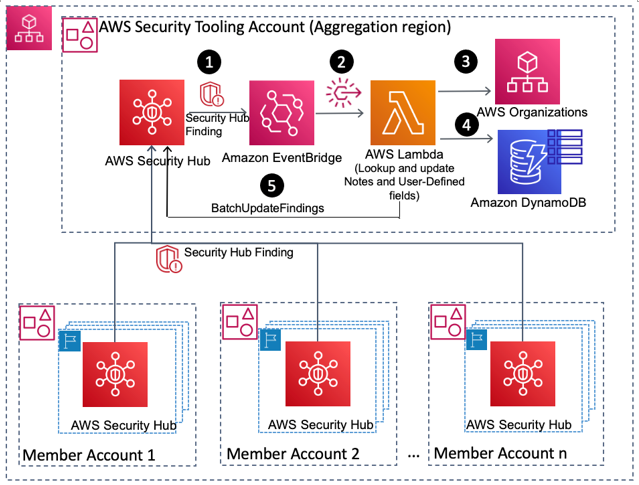 AWS Security Tooling Account (Aggregation region)
1
2
3
Security Hub
Finding
AWS Organizations
4
AWS Security Hub
Amazon EventBridge
AWS Lambda
(Lookup and update
Notes and User-Defined
fields)
5
BatchUpdateFindings
Amazon DynamoDB
Security Hub Finding
AWS Security Hub
AWS Security Hub
AWS Security Hub
Member Account 1
Member Account 2
...
Member Account n